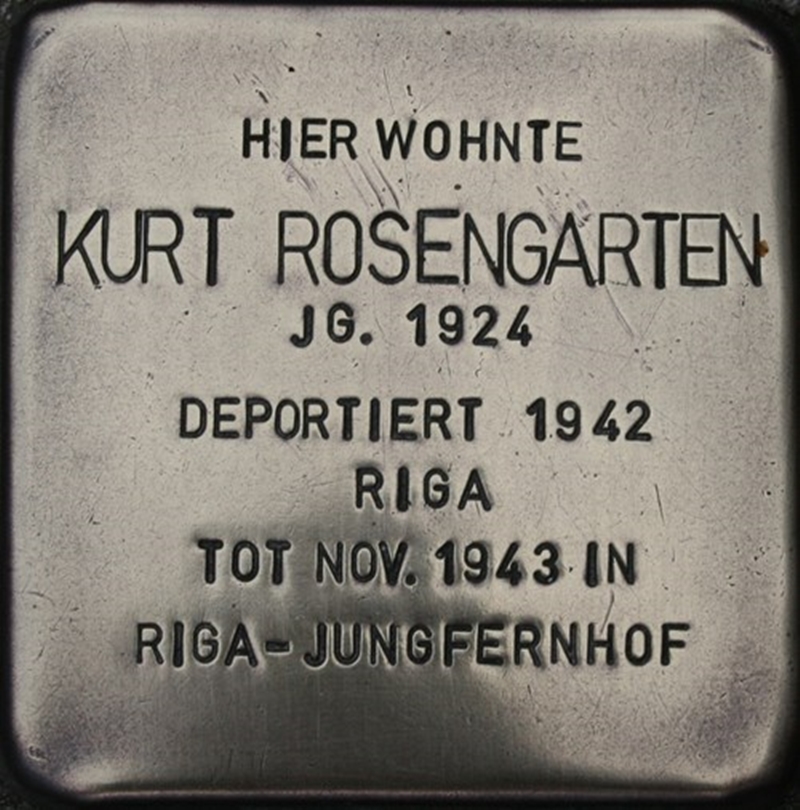 HIER WOHNTE
KURT ROSENGARTEN
JG. 1924
DEPORTIERT 1942
RIGA
TOT NOV. 1943 IN
RIGA-JUNGFERNHOF